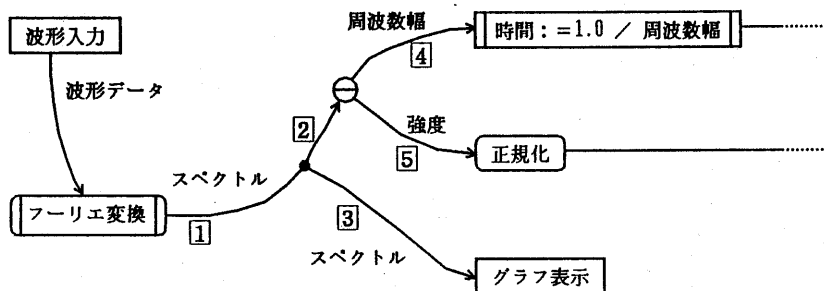 周波数幅
4
時間：=1.0 / 周波数幅
波形入力
波形データ
2
強度
5
正規化
スペクトル
フーリエ変換
1
3
スペクトル
グラフ表示